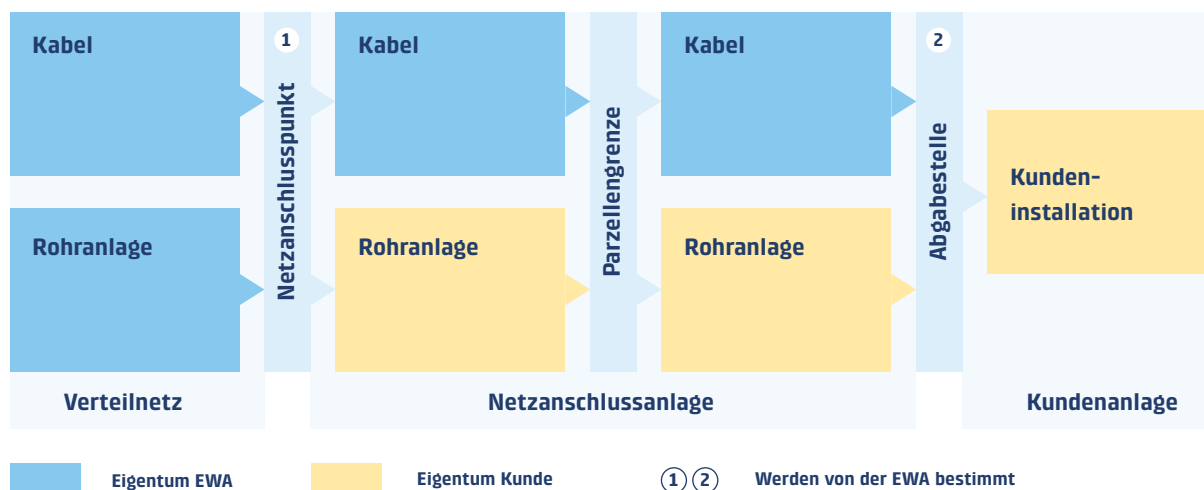 Kabel
1
Kabel
Kabel
2
Netzanschlusspunkt
Parzellengrenze
Abgabestelle
Kunden-
installation
Rohranlage
Rohranlage
Rohranlage
Verteilnetz
Netzanschlussanlage
Kundenanlage
Eigentum EWA
Eigentum Kunde
1 2 Werden von der EWA bestimmt